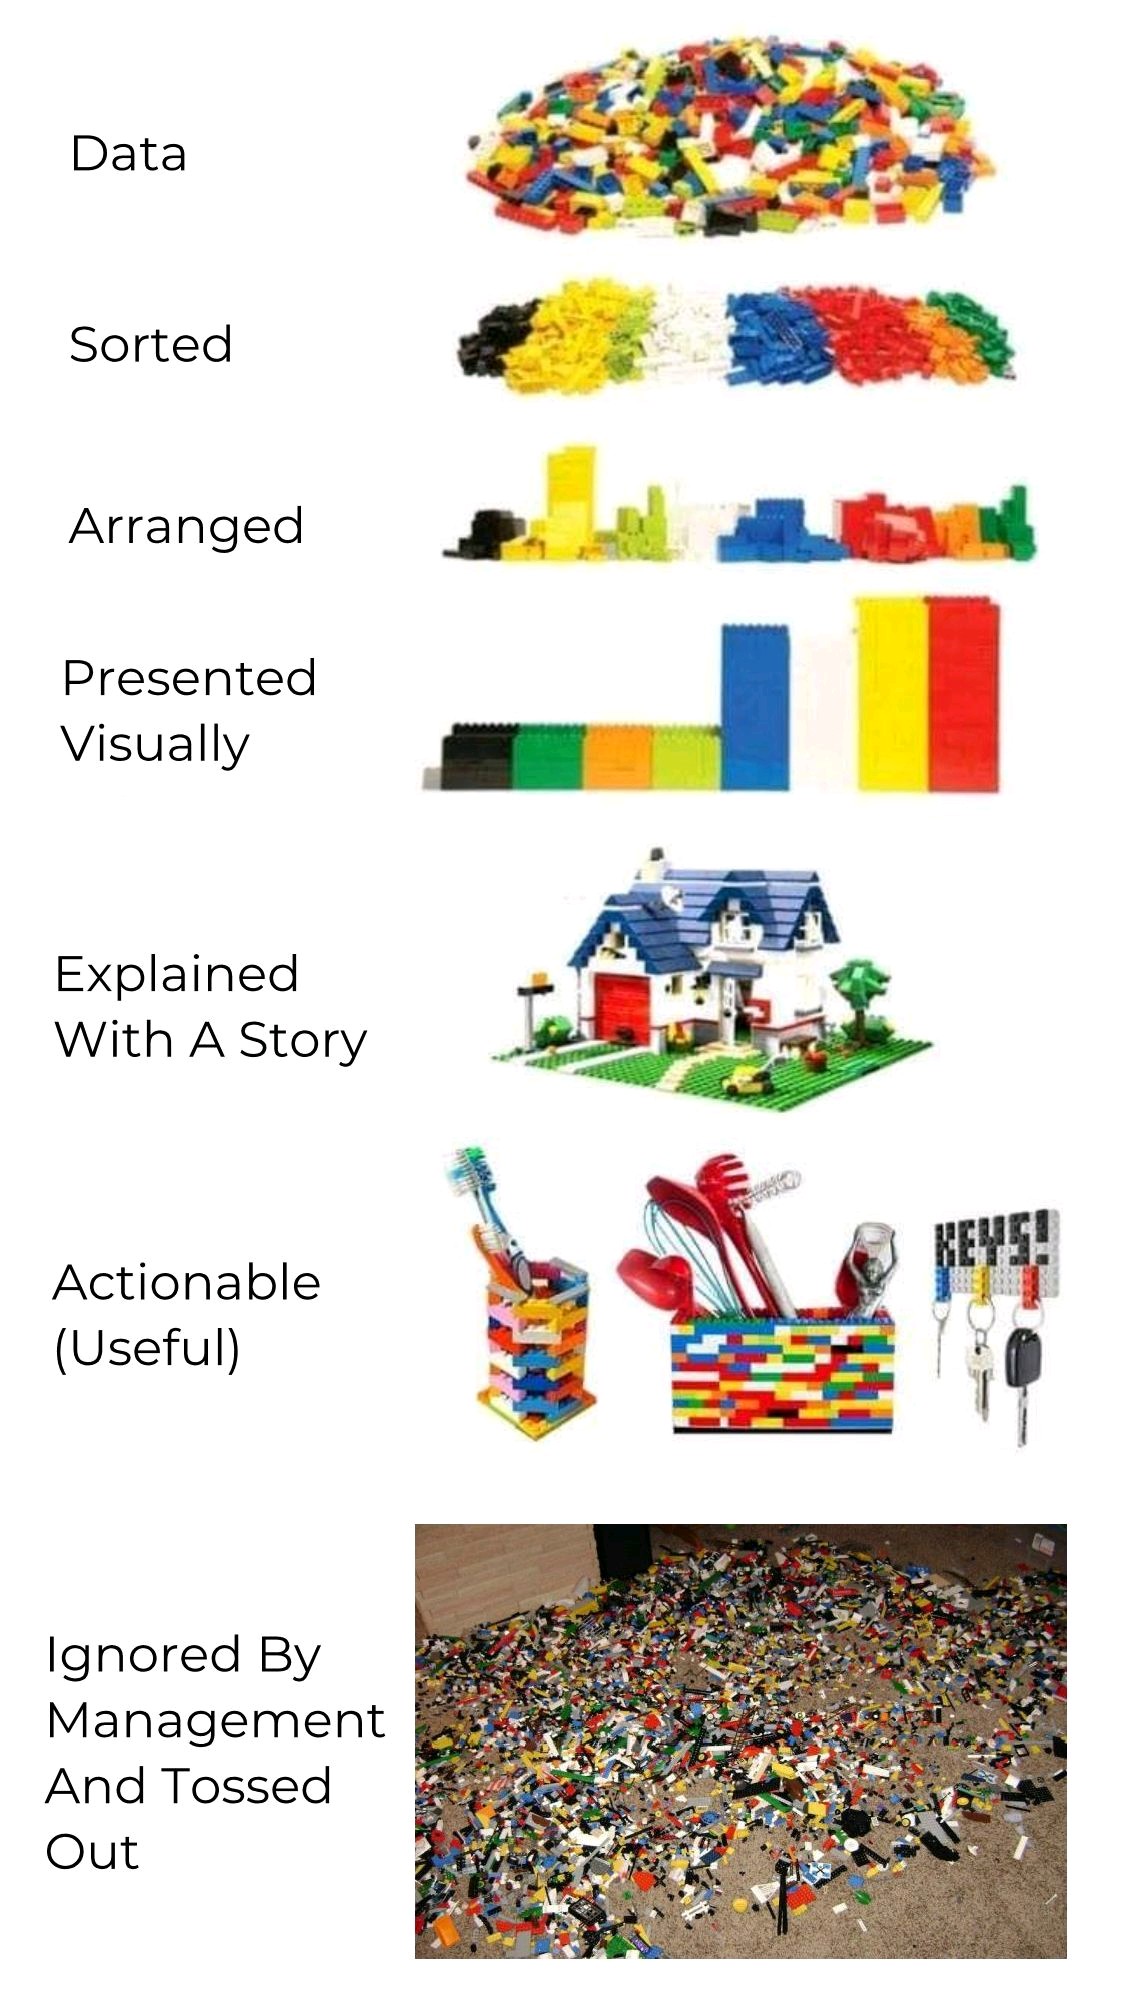 Data
Sorted
Arranged
Presented
Visually
Explained
With A Story
Actionable
(Useful)
KEYS!
Ignored By
Management
And Tossed
Out